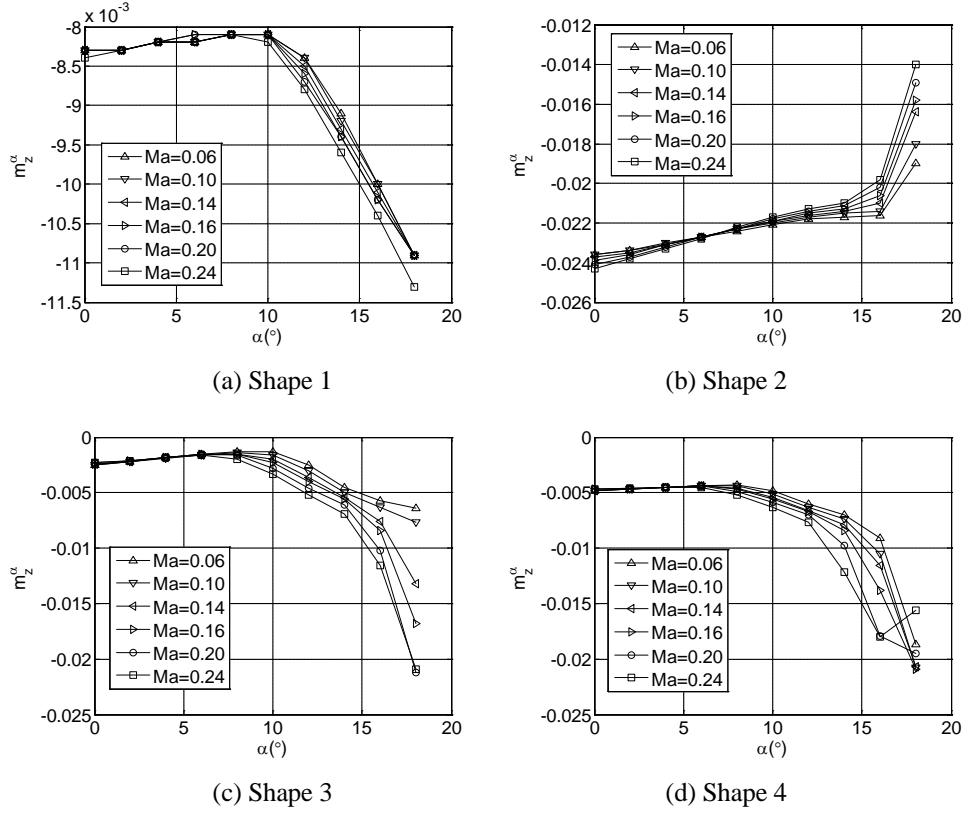 -8 x 10⁻³
-8.5
-9
-9.5
-10
-10.5
-11
-11.5
m_z^α
0 5 10 15 20
α(°)
Ma=0.06
Ma=0.10
Ma=0.14
Ma=0.16
Ma=0.20
Ma=0.24
(a) Shape 1
-0.012
-0.014
-0.016
-0.018
-0.02
-0.022
-0.024
-0.026
m_z^α
0 5 10 15 20
α(°)
Ma=0.06
Ma=0.10
Ma=0.14
Ma=0.16
Ma=0.20
Ma=0.24
(b) Shape 2
0
-0.005
-0.01
-0.015
-0.02
-0.025
m_z^α
0 5 10 15 20
α(°)
Ma=0.06
Ma=0.10
Ma=0.14
Ma=0.16
Ma=0.20
Ma=0.24
(c) Shape 3
0
-0.005
-0.01
-0.015
-0.02
-0.025
m_z^α
0 5 10 15 20
α(°)
Ma=0.06
Ma=0.10
Ma=0.14
Ma=0.16
Ma=0.20
Ma=0.24
(d) Shape 4